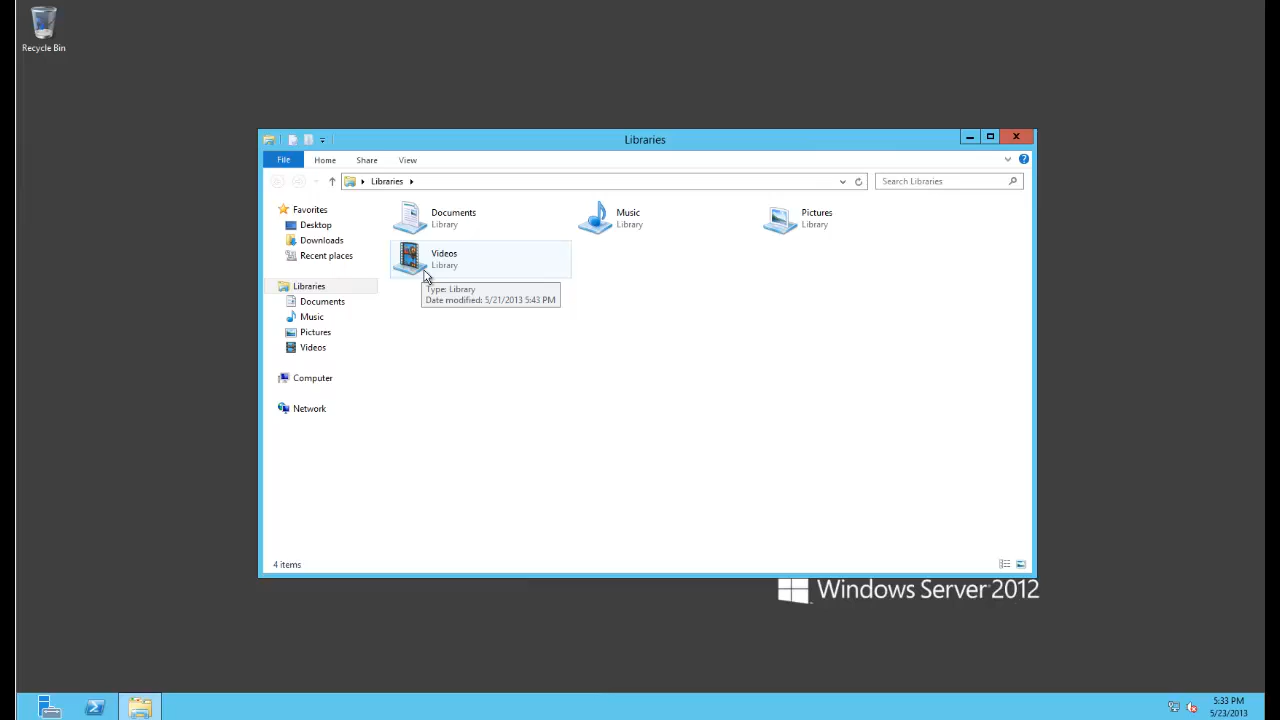 Recycle Bin
Libraries
File Home Share View
Libraries
Search Libraries
Favorites
Desktop
Downloads
Recent places
Libraries
Documents
Music
Pictures
Videos
Computer
Network
Documents
Library
Music
Library
Pictures
Library
Videos
Library
Type: Library
Date modified: 5/21/2013 5:43 PM
4 items
Windows Server 2012
5:33 PM
5/23/2013